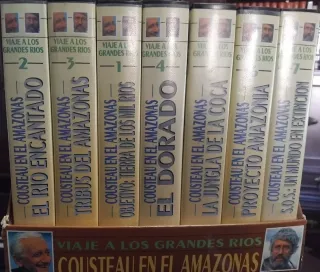 VIAJE A LOS
GRANDES RIOS
2
COUSTEAU EN EL AMAZONAS
EL RIO ENCANTADO
VIAJE A LOS
GRANDES RIOS
3
COUSTEAU EN EL AMAZONAS
TRIBUS DEL AMAZONAS
VIAJE A LOS
GRANDES RIOS
1
COUSTEAU EN EL AMAZONAS
OBJETIVO: TIERRA DE LOS MIL RIOS
VIAJE A LOS
GRANDES RIOS
4
COUSTEAU EN EL AMAZONAS
EL DORADO
VIAJE A LOS
GRANDES RIOS
COUSTEAU EN EL AMAZONAS
LA JUNGLA DE LA COCA
VIAJE A LOS
GRANDES RIOS
COUSTEAU EN EL AMAZONAS
PROYECTO AMAZONIA
VIAJE A LOS
GRANDES RIOS
7
COUSTEAU EN EL AMAZONAS
S.O.S.: UN MUNDO EN EXTINCION
VIAJE A LOS GRANDES RIOS
COUSTEAU EN EL AMAZONAS